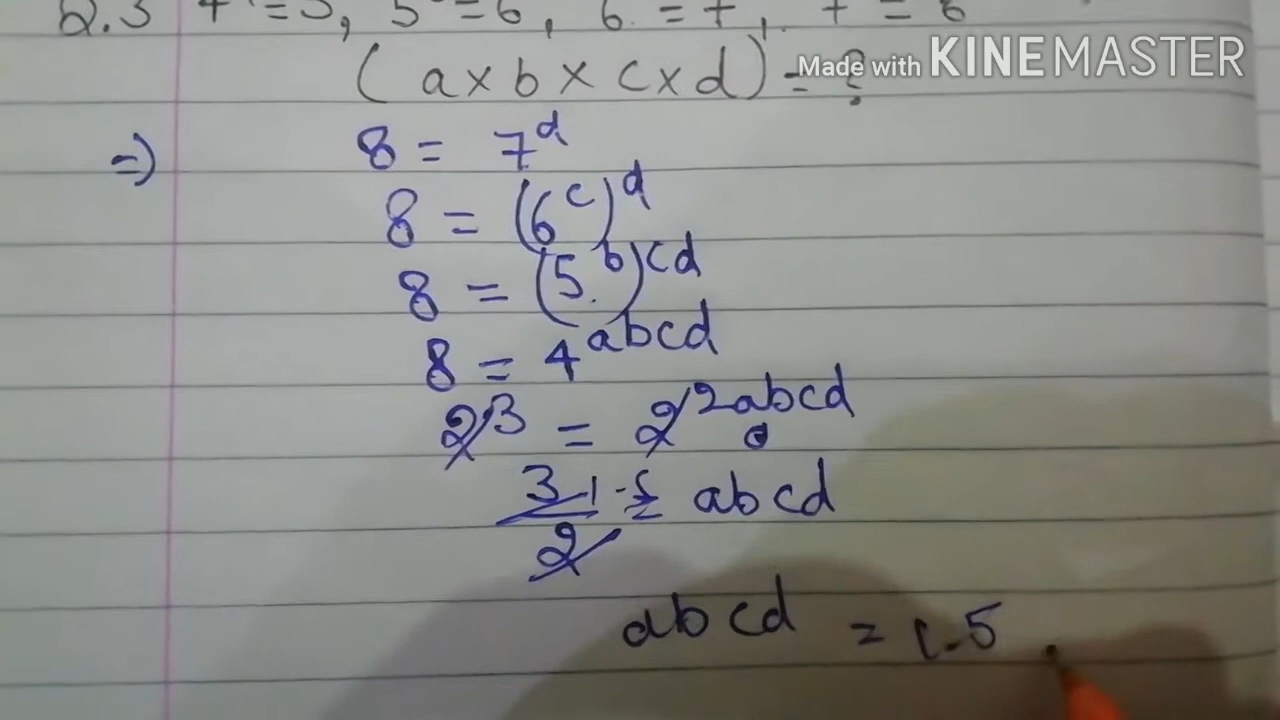 Q.3 4 = 5, 5 = 6, 6 = 7, 7 = 8
(a x b x c x d) = ?
Made with KINEMASTER
=) 8 = 7^d
8 = (6^c)^d
8 = (5^b)^cd
8 = 4^abcd
2^3 = 2^2abcd
3/2 1.5 = abcd
abcd = 1.5